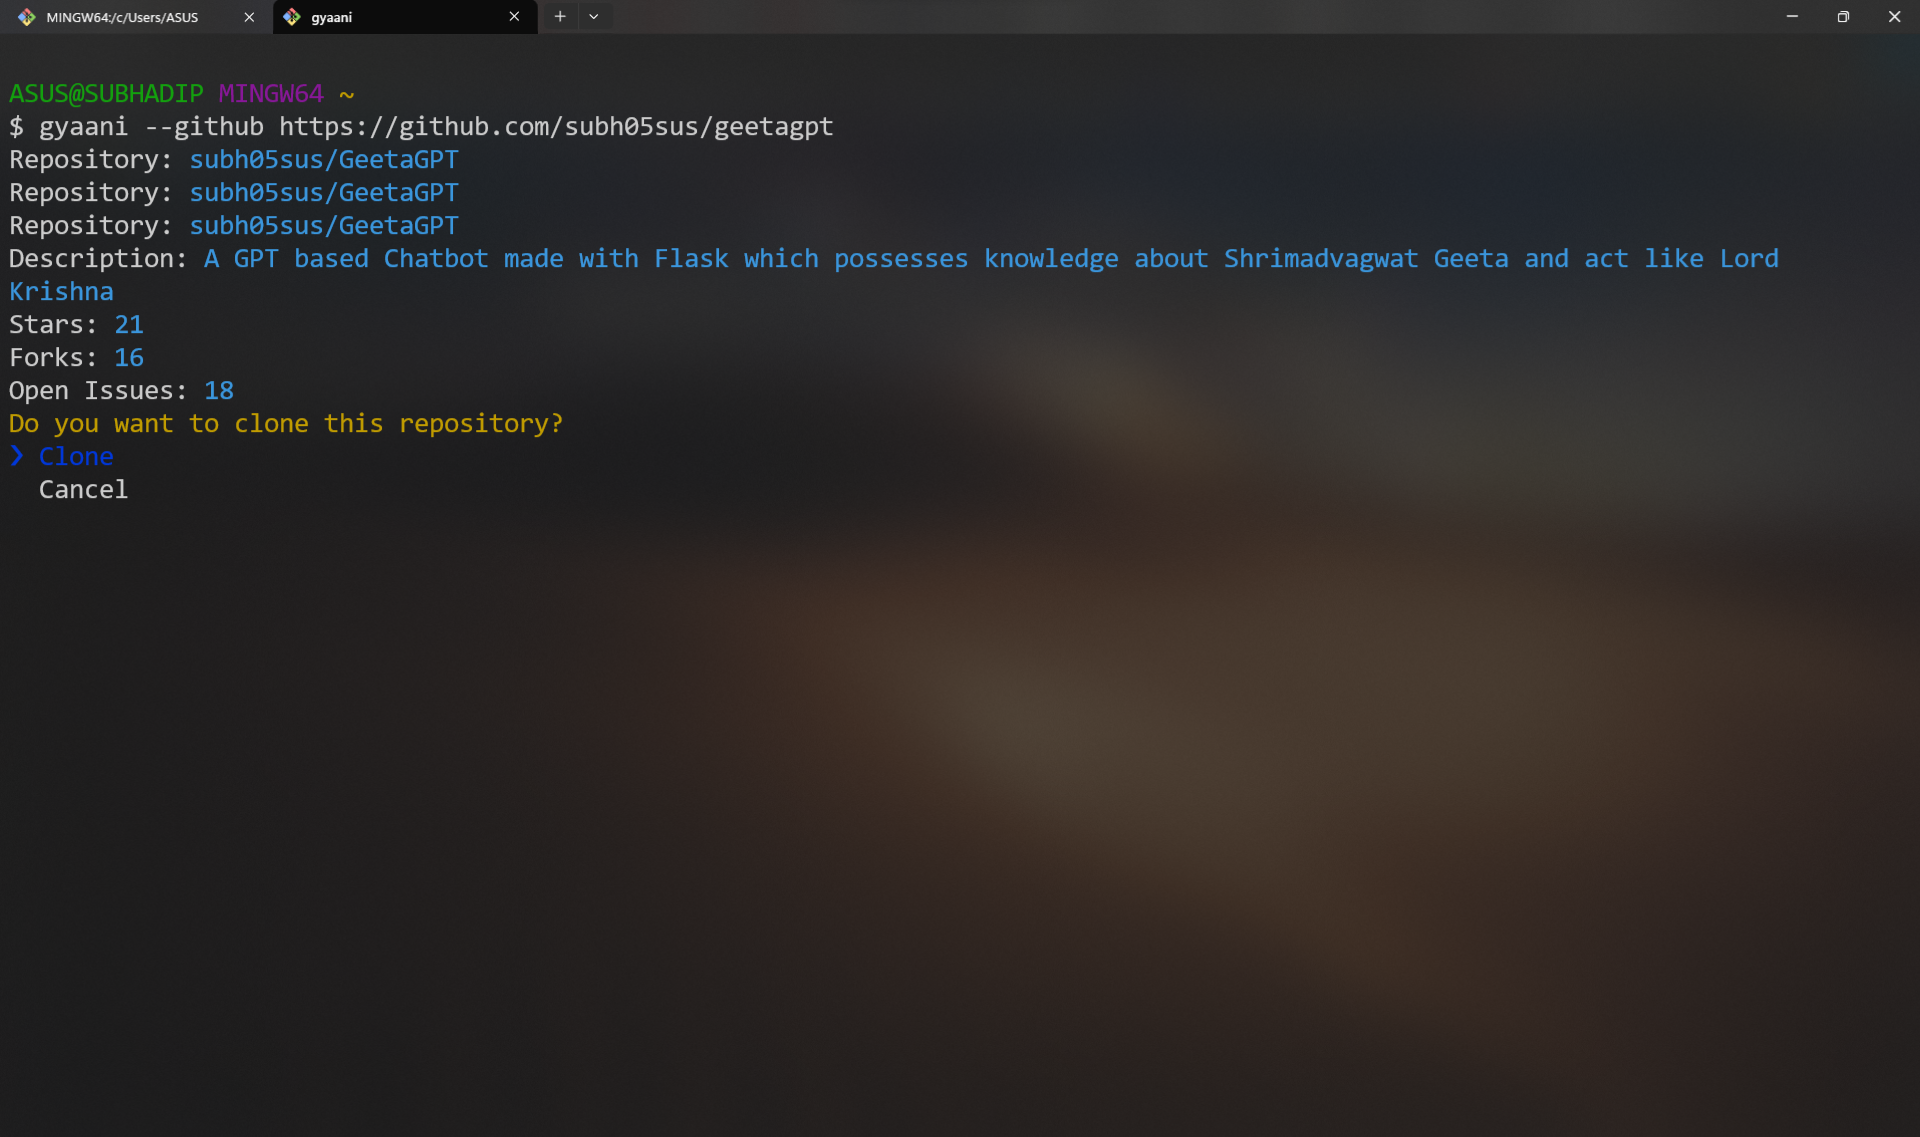 MINGW64:/c/Users/ASUS
gyaani
ASUS@SUBHADIP MINGW64 ~
$ gyaani --github https://github.com/subh05sus/geetagpt
Repository: subh05sus/GeetaGPT
Repository: subh05sus/GeetaGPT
Repository: subh05sus/GeetaGPT
Description: A GPT based Chatbot made with Flask which possesses knowledge about Shrimadvagwat Geeta and act like Lord
Krishna
Stars: 21
Forks: 16
Open Issues: 18
Do you want to clone this repository?
❯ Clone
Cancel